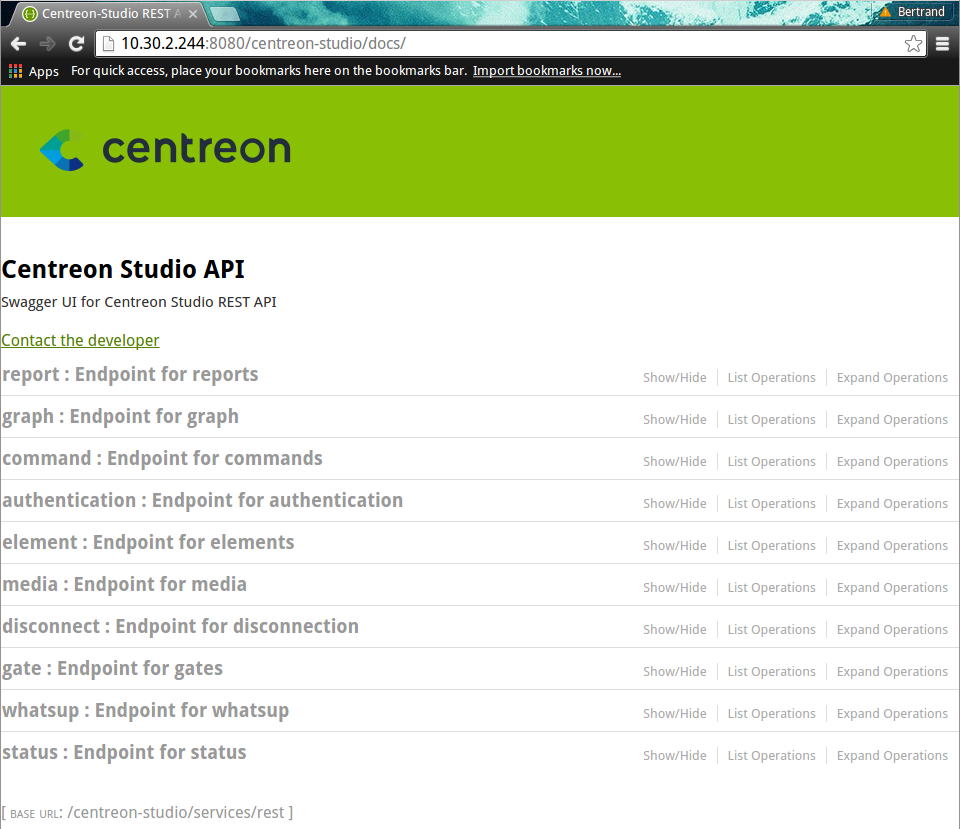 Centreon-Studio REST A
Bertrand
10.30.2.244:8080/centreon-studio/docs/
Apps For quick access, place your bookmarks here on the bookmarks bar. Import bookmarks now...
centreon
Centreon Studio API
Swagger UI for Centreon Studio REST API
Contact the developer
report : Endpoint for reports Show/Hide List Operations Expand Operations
graph : Endpoint for graph Show/Hide List Operations Expand Operations
command : Endpoint for commands Show/Hide List Operations Expand Operations
authentication : Endpoint for authentication Show/Hide List Operations Expand Operations
element : Endpoint for elements Show/Hide List Operations Expand Operations
media : Endpoint for media Show/Hide List Operations Expand Operations
disconnect : Endpoint for disconnection Show/Hide List Operations Expand Operations
gate : Endpoint for gates Show/Hide List Operations Expand Operations
whatsup : Endpoint for whatsup Show/Hide List Operations Expand Operations
status : Endpoint for status Show/Hide List Operations Expand Operations
[ BASE URL: /centreon-studio/services/rest ]